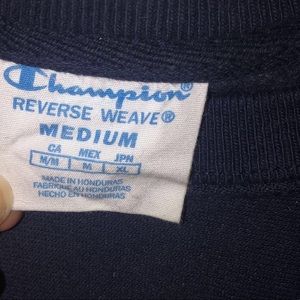 Champion
REVERSE WEAVE®
MEDIUM
CA MEX JPN
M/M M XL
MADE IN HONDURAS
FABRIQUÉ AU HONDURAS
HECHO EN HONDURAS